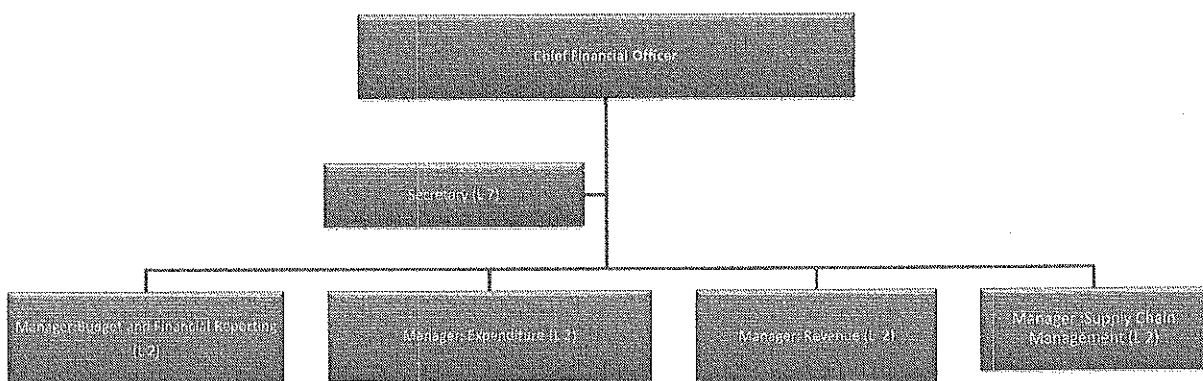 Chief Financial Officer
Secretary (L 7)
Manager Budget and Financial Reporting
(L 2)
Manager: Expenditure (L 2)
Manager: Revenue (L 2)
Manager :Supply Chain
Management (L 2)